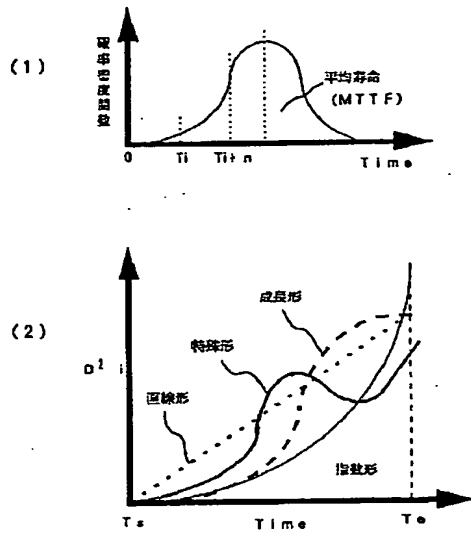 (1)
確率密度関数
平均寿命
(MTTF)
0
Ti
Ti+n
Time
(2)
成長形
特殊形
D² i
直線形
指数形
Ts
Time
Te